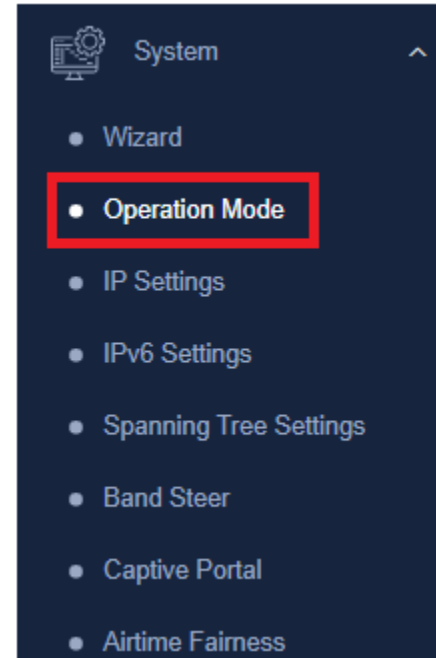 System
Wizard
Operation Mode
IP Settings
IPv6 Settings
Spanning Tree Settings
Band Steer
Captive Portal
Airtime Fairness